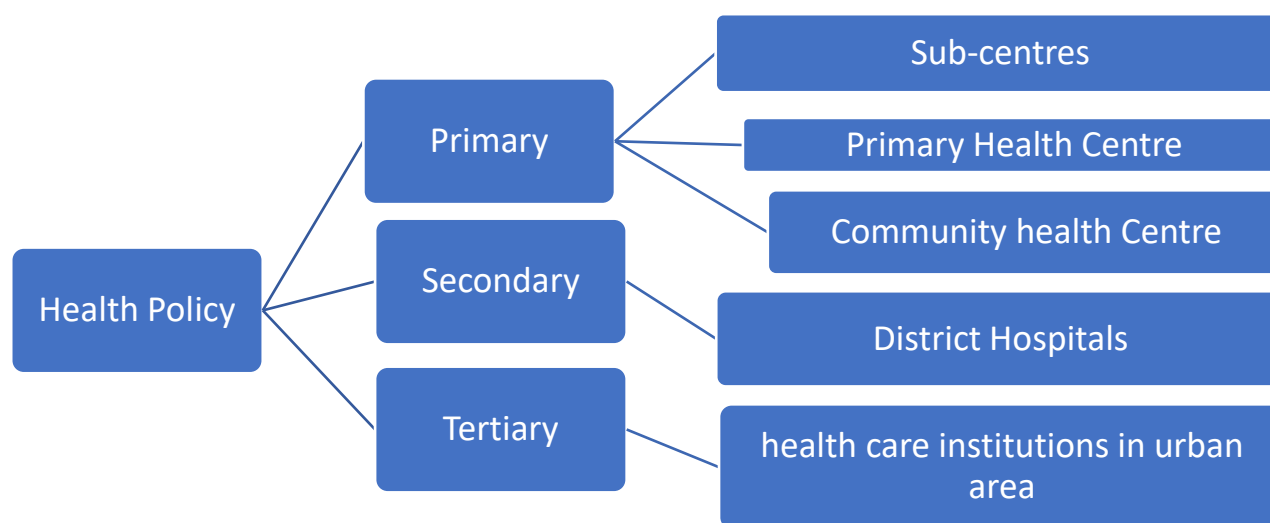 Health Policy
Primary
Sub-centres
Primary Health Centre
Community health Centre
Secondary
District Hospitals
Tertiary
health care institutions in urban
area